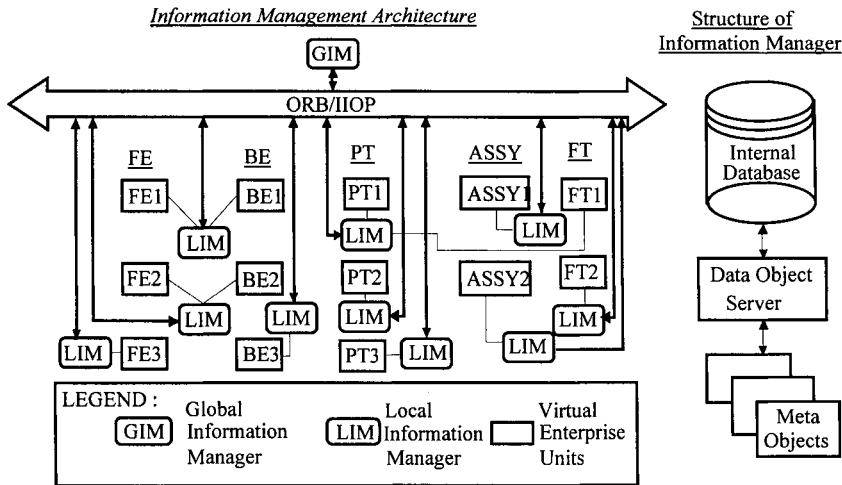 Information Management Architecture
Structure of
Information Manager
GIM
ORB/IIOP
FE
BE
PT
ASSY
FT
Internal
Database
FE1
BE1
PT1
ASSY1
FT1
LIM
LIM
LIM
FE2
BE2
PT2
ASSY2
FT2
Data Object
Server
LIM
LIM
LIM
LIM
LIM
FE3
BE3
PT3
LIM
LIM
LEGEND :
GIM
Global
Information
Manager
LIM
Local
Information
Manager
Virtual
Enterprise
Units
Meta
Objects